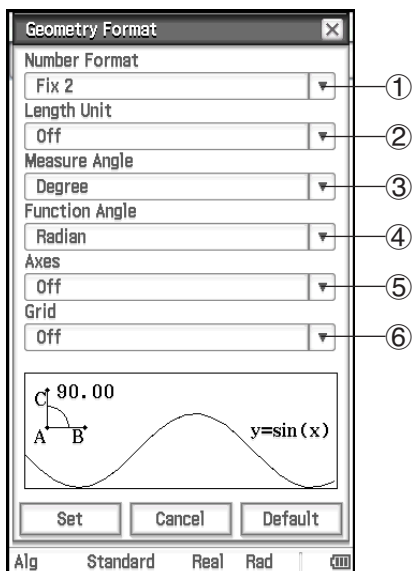 Geometry Format
Number Format
Fix 2 ①
Length Unit
Off ②
Measure Angle
Degree ③
Function Angle
Radian ④
Axes
Off ⑤
Grid
Off ⑥
C 90.00
A B y=sin(x)
Set Cancel Default
Alg Standard Real Rad